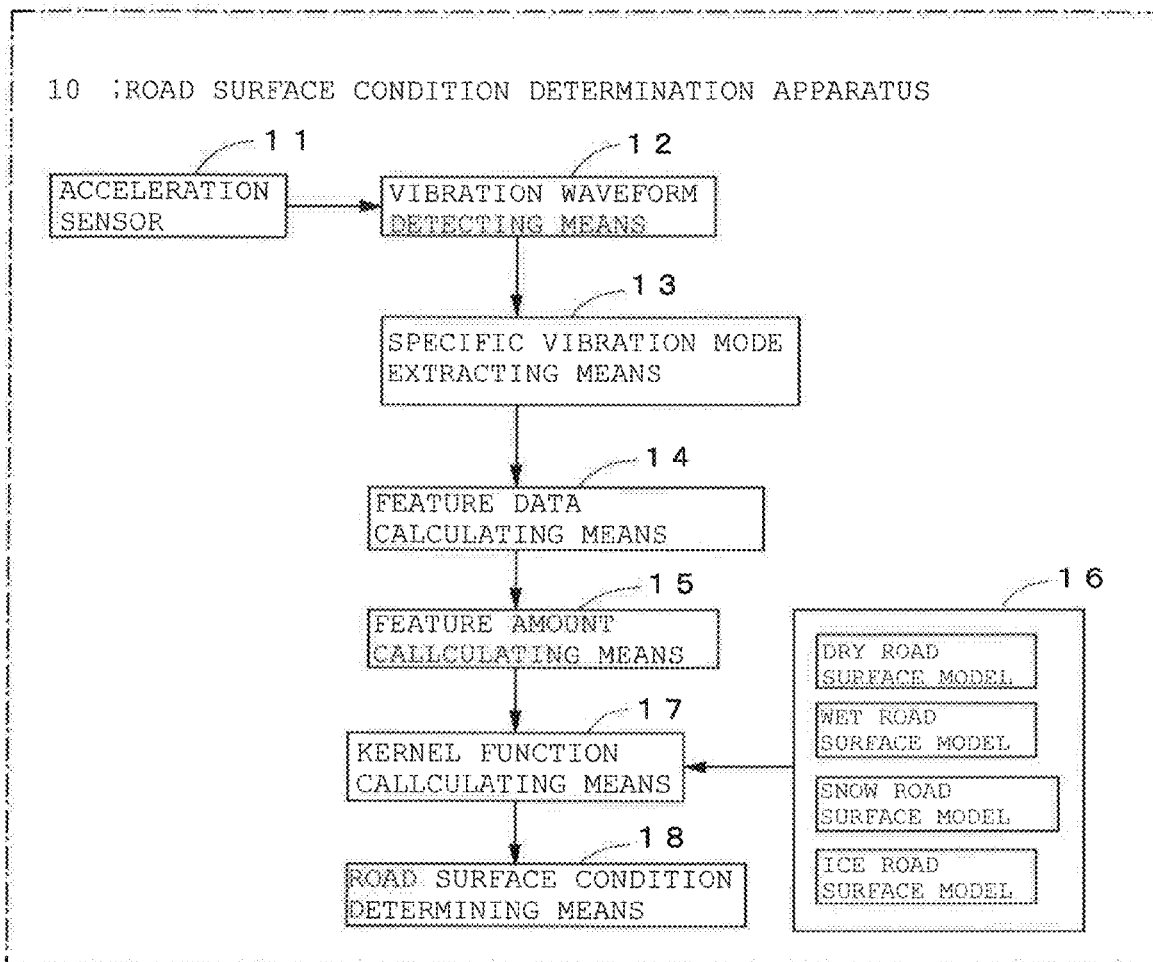 10 ;ROAD SURFACE CONDITION DETERMINATION APPARATUS
11
ACCELERATION
SENSOR
12
VIBRATION WAVEFORM
DETECTING MEANS
13
SPECIFIC VIBRATION MODE
EXTRACTING MEANS
14
FEATURE DATA
CALCULATING MEANS
15
FEATURE AMOUNT
CALLCULATING MEANS
16
DRY ROAD
SURFACE MODEL
WET ROAD
SURFACE MODEL
SNOW ROAD
SURFACE MODEL
ICE ROAD
SURFACE MODEL
17
KERNEL FUNCTION
CALLCULATING MEANS
18
ROAD SURFACE CONDITION
DETERMINING MEANS